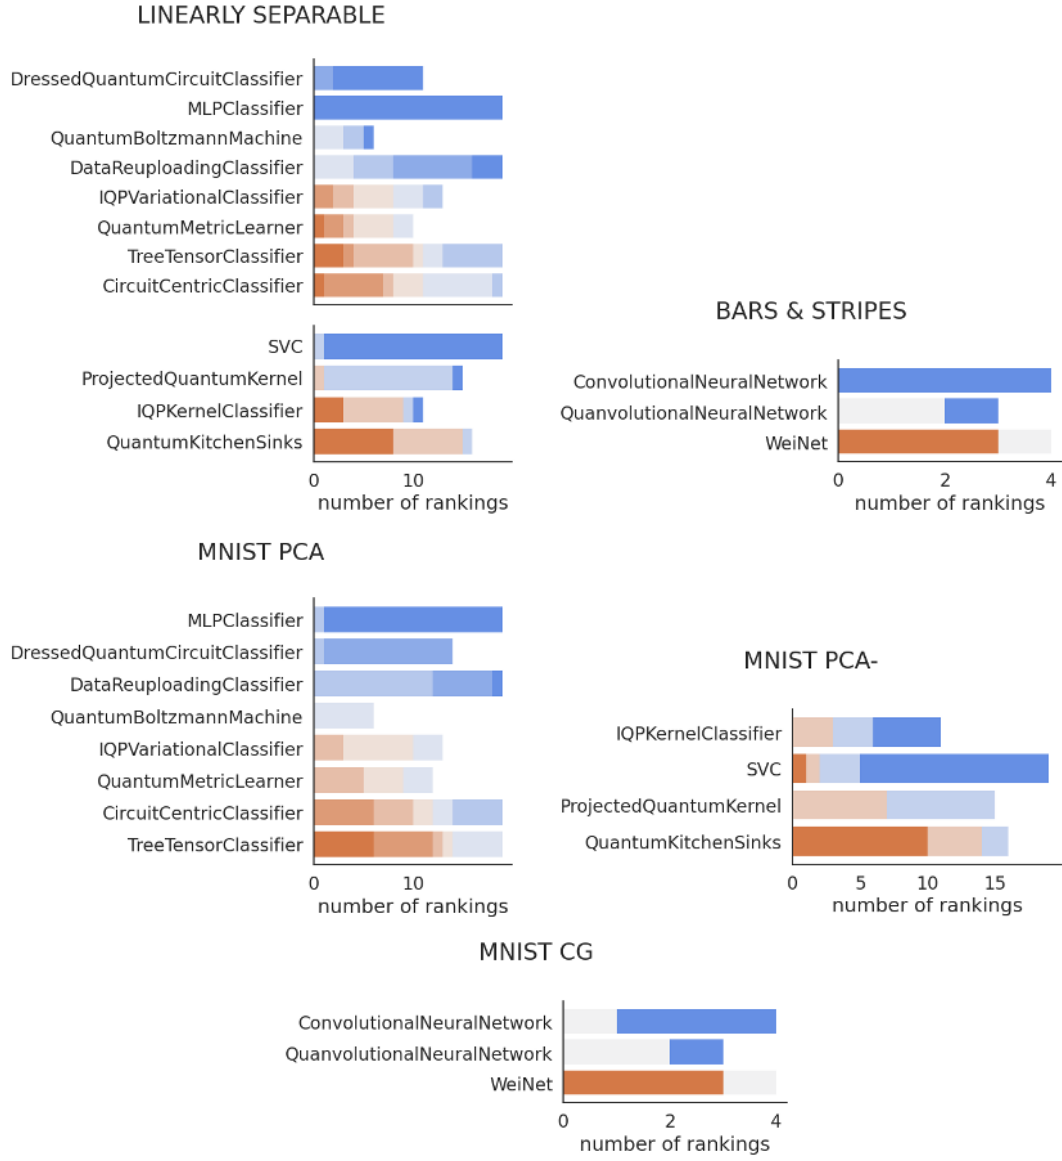 LINEARLY SEPARABLE
DressedQuantumCircuitClassifier
MLPClassifier
QuantumBoltzmannMachine
DataReuploadingClassifier
IQPVariationalClassifier
QuantumMetricLearner
TreeTensorClassifier
CircuitCentricClassifier
SVC
ProjectedQuantumKernel
IQPKernelClassifier
QuantumKitchenSinks
0 10
number of rankings
BARS & STRIPES
ConvolutionalNeuralNetwork
QuanvolutionalNeuralNetwork
WeiNet
0 2 4
number of rankings
MNIST PCA
MLPClassifier
DressedQuantumCircuitClassifier
DataReuploadingClassifier
QuantumBoltzmannMachine
IQPVariationalClassifier
QuantumMetricLearner
CircuitCentricClassifier
TreeTensorClassifier
0 10
number of rankings
MNIST PCA-
IQPKernelClassifier
SVC
ProjectedQuantumKernel
QuantumKitchenSinks
0 5 10 15
number of rankings
MNIST CG
ConvolutionalNeuralNetwork
QuanvolutionalNeuralNetwork
WeiNet
0 2 4
number of rankings